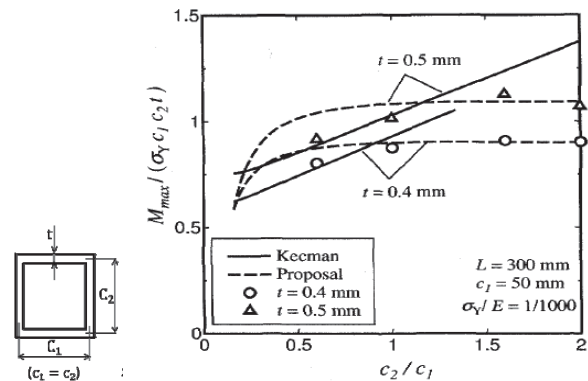 t
C2
C1
(c1 = c2)
1.5
1
0.5
0
0
0.5
1.0
1.5
2
Mmax / (σY c1 c2 t)
c2 / c1
t = 0.5 mm
t = 0.4 mm
Kecman
Proposal
t = 0.4 mm
t = 0.5 mm
L = 300 mm
c1 = 50 mm
σY / E = 1/1000